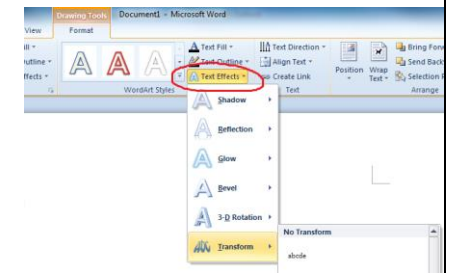 Drawing Tools Document1 - Microsoft Word
View Format
Text Fill Text Direction Bring Forw
Text Outline Align Text Position Wrap Text Send Back
ffects Text Effects Create Link Selection P
WordArt Styles Text Arrange
Shadow
Reflection
Glow
Bevel
3-D Rotation
Transform
No Transform
abcde